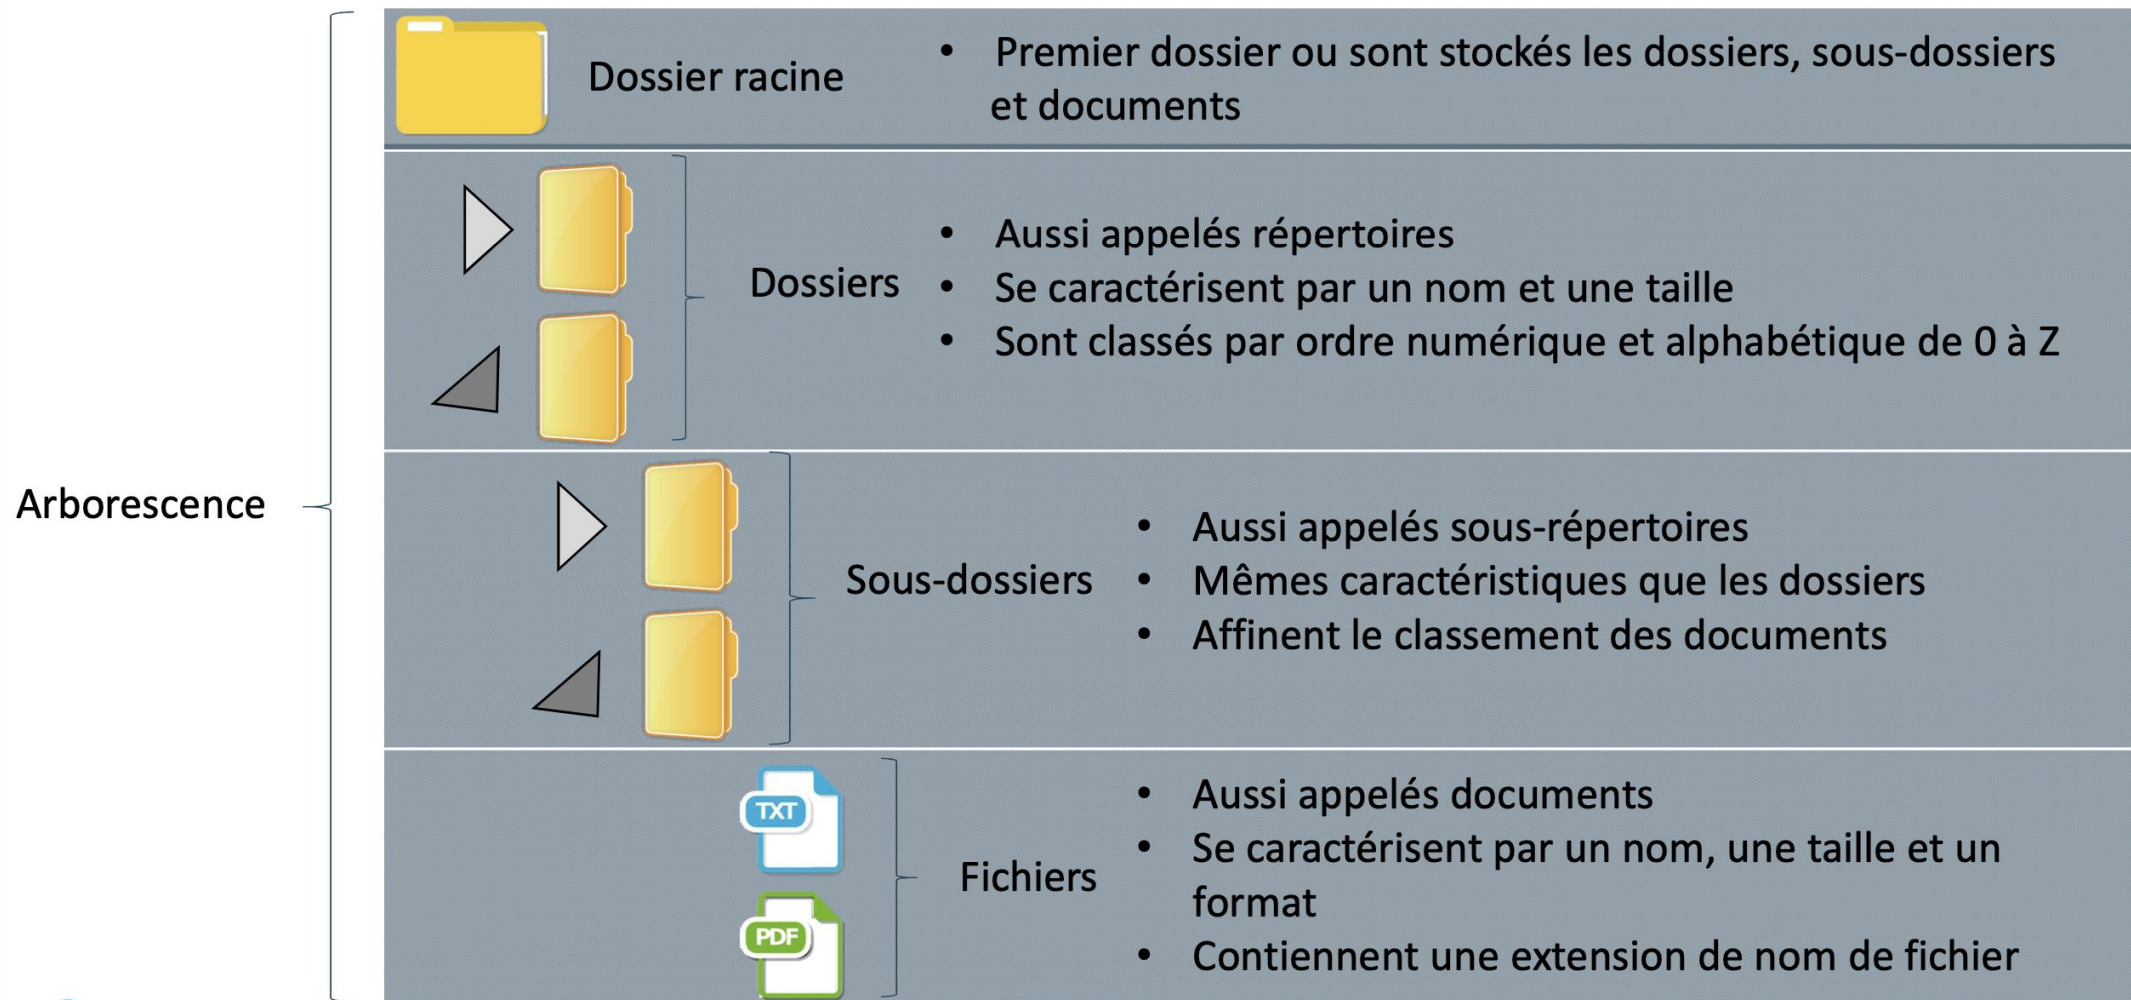 Dossier racine
• Premier dossier ou sont stockés les dossiers, sous-dossiers
et documents
Dossiers
• Aussi appelés répertoires
• Se caractérisent par un nom et une taille
• Sont classés par ordre numérique et alphabétique de 0 à Z
Arborescence
Sous-dossiers
• Aussi appelés sous-répertoires
• Mêmes caractéristiques que les dossiers
• Affinent le classement des documents
TXT
PDF
Fichiers
• Aussi appelés documents
• Se caractérisent par un nom, une taille et un
format
• Contiennent une extension de nom de fichier